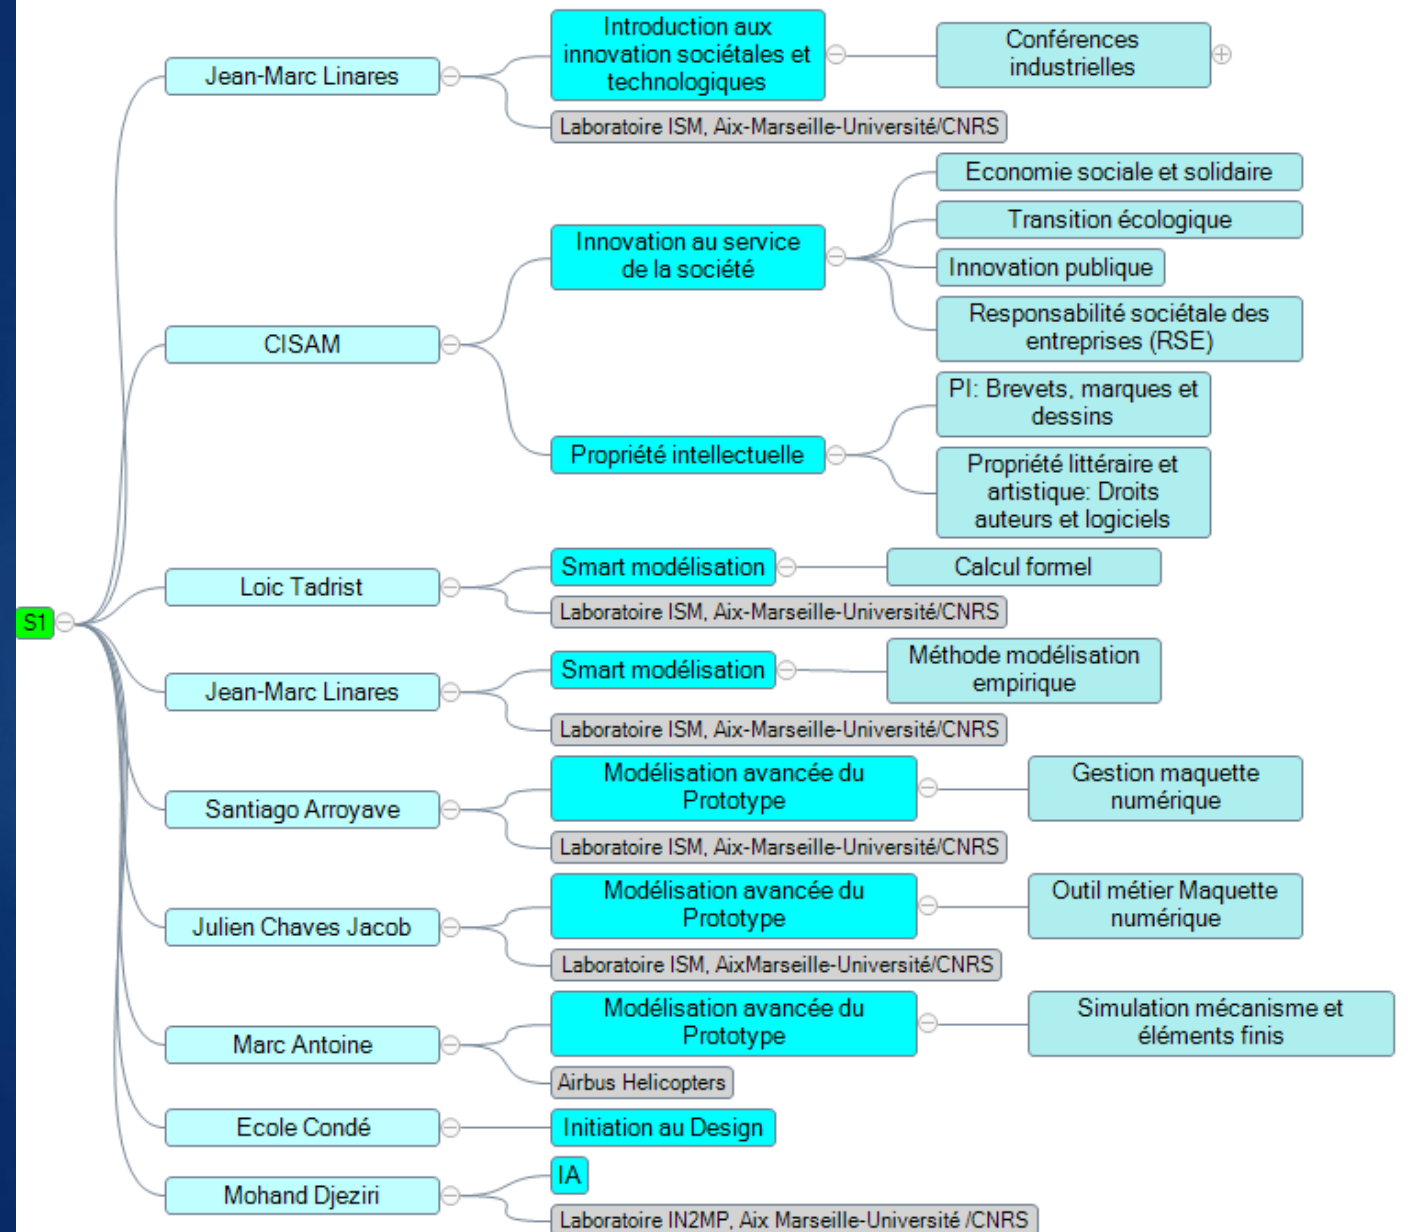 S1
Jean-Marc Linares
Introduction aux
innovation sociétales et
technologiques
Conférences
industrielles
Laboratoire ISM, Aix-Marseille-Université/CNRS
CISAM
Innovation au service
de la société
Economie sociale et solidaire
Transition écologique
Innovation publique
Responsabilité sociétale des
entreprises (RSE)
Propriété intellectuelle
PI: Brevets, marques et
dessins
Propriété littéraire et
artistique: Droits
auteurs et logiciels
Loic Tadrist
Smart modélisation
Calcul formel
Laboratoire ISM, Aix-Marseille-Université/CNRS
Jean-Marc Linares
Smart modélisation
Méthode modélisation
empirique
Laboratoire ISM, Aix-Marseille-Université/CNRS
Santiago Arroyave
Modélisation avancée du
Prototype
Gestion maquette
numérique
Laboratoire ISM, Aix-Marseille-Université/CNRS
Julien Chaves Jacob
Modélisation avancée du
Prototype
Outil métier Maquette
numérique
Laboratoire ISM, AixMarseille-Université/CNRS
Marc Antoine
Modélisation avancée du
Prototype
Simulation mécanisme et
éléments finis
Airbus Helicopters
Ecole Condé
Initiation au Design
Mohand Djeziri
IA
Laboratoire IN2MP, Aix Marseille-Université /CNRS